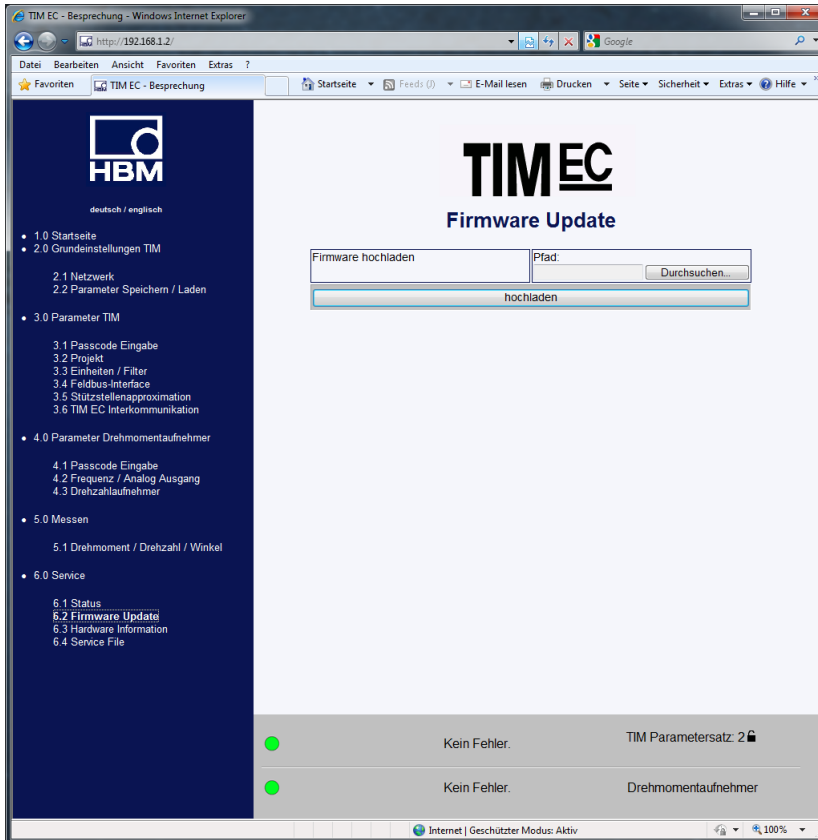 TIM EC - Besprechung - Windows Internet Explorer
http://192.168.1.2/
Google
Datei Bearbeiten Ansicht Favoriten Extras ?
Favoriten TIM EC - Besprechung Startseite Feeds (J) E-Mail lesen Drucken Seite Sicherheit Extras Hilfe »
HBM
deutsch / englisch
• 1.0 Startseite
• 2.0 Grundeinstellungen TIM
2.1 Netzwerk
2.2 Parameter Speichern / Laden
• 3.0 Parameter TIM
3.1 Passcode Eingabe
3.2 Projekt
3.3 Einheiten / Filter
3.4 Feldbus-Interface
3.5 Stützstellenapproximation
3.6 TIM EC Interkommunikation
• 4.0 Parameter Drehmomentaufnehmer
4.1 Passcode Eingabe
4.2 Frequenz / Analog Ausgang
4.3 Drehzahlaufnehmer
• 5.0 Messen
5.1 Drehmoment / Drehzahl / Winkel
• 6.0 Service
6.1 Status
6.2 Firmware Update
6.3 Hardware Information
6.4 Service File
TIM EC
Firmware Update
Firmware hochladen
Pfad:
Durchsuchen...
hochladen
Kein Fehler.
TIM Parametersatz: 2
Kein Fehler.
Drehmomentaufnehmer
Internet | Geschützter Modus: Aktiv
100%